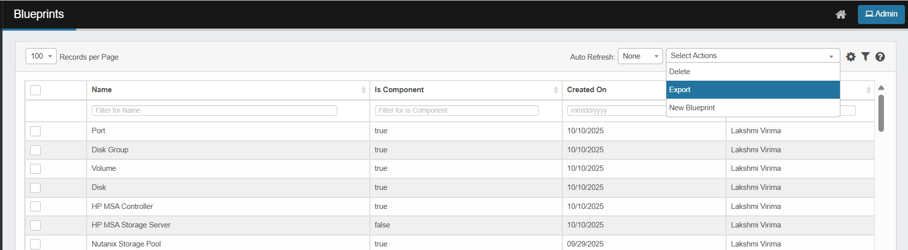 Blueprints
Admin
100 Records per Page Auto Refresh: None Select Actions
Delete
Export
New Blueprint
Name Is Component Created On
Filter for Name Filter for Is Component mm/dd/yyyy
Port true 10/10/2025 Lakshmi Virima
Disk Group true 10/10/2025 Lakshmi Virima
Volume true 10/10/2025 Lakshmi Virima
Disk true 10/10/2025 Lakshmi Virima
HP MSA Controller true 10/10/2025 Lakshmi Virima
HP MSA Storage Server false 10/10/2025 Lakshmi Virima
Nutanix Storage Pool true 09/29/2025 Lakshmi Virima